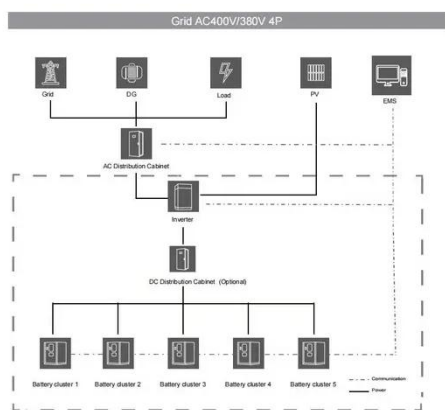 Grid AC400V/380V 4P
Grid
DG
Load
PV
EMS
AC Distribution Cabinet
Inverter
DC Distribution Cabinet (Optional)
Battery cluster 1
Battery cluster 2
Battery cluster 3
Battery cluster 4
Battery cluster 5
Communication
Power